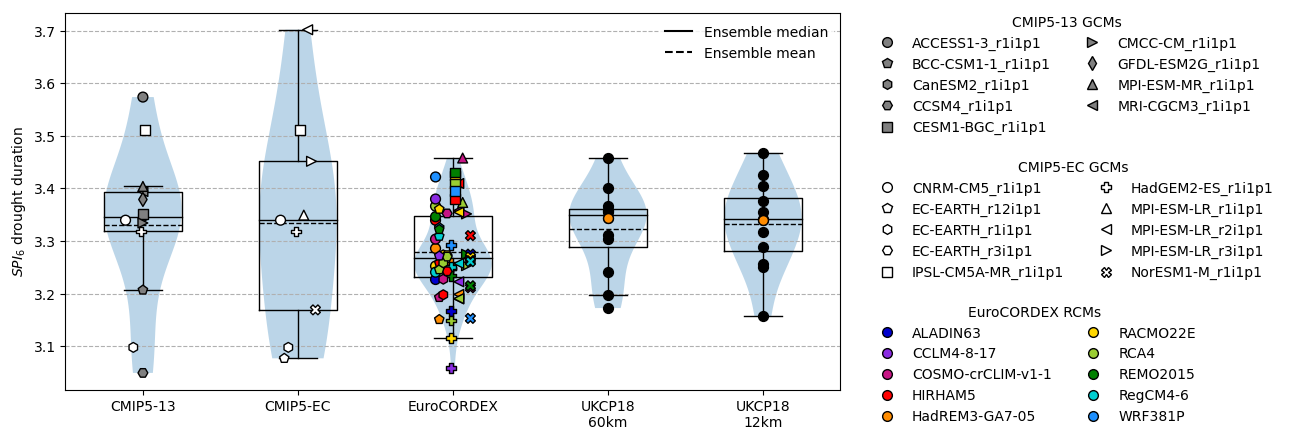 3.7
3.6
3.5
3.4
3.3
3.2
3.1
SPI6 drought duration
Ensemble median
Ensemble mean
CMIP5-13
CMIP5-EC
EuroCORDEX
UKCP18
60km
UKCP18
12km
CMIP5-13 GCMs
ACCESS1-3_r1i1p1
BCC-CSM1-1_r1i1p1
CanESM2_r1i1p1
CCSM4_r1i1p1
CESM1-BGC_r1i1p1
CMCC-CM_r1i1p1
GFDL-ESM2G_r1i1p1
MPI-ESM-MR_r1i1p1
MRI-CGCM3_r1i1p1
CMIP5-EC GCMs
CNRM-CM5_r1i1p1
EC-EARTH_r12i1p1
EC-EARTH_r1i1p1
EC-EARTH_r3i1p1
IPSL-CM5A-MR_r1i1p1
HadGEM2-ES_r1i1p1
MPI-ESM-LR_r1i1p1
MPI-ESM-LR_r2i1p1
MPI-ESM-LR_r3i1p1
NorESM1-M_r1i1p1
EuroCORDEX RCMs
ALADIN63
CCLM4-8-17
COSMO-crCLIM-v1-1
HIRHAM5
HadREM3-GA7-05
RACMO22E
RCA4
REMO2015
RegCM4-6
WRF381P